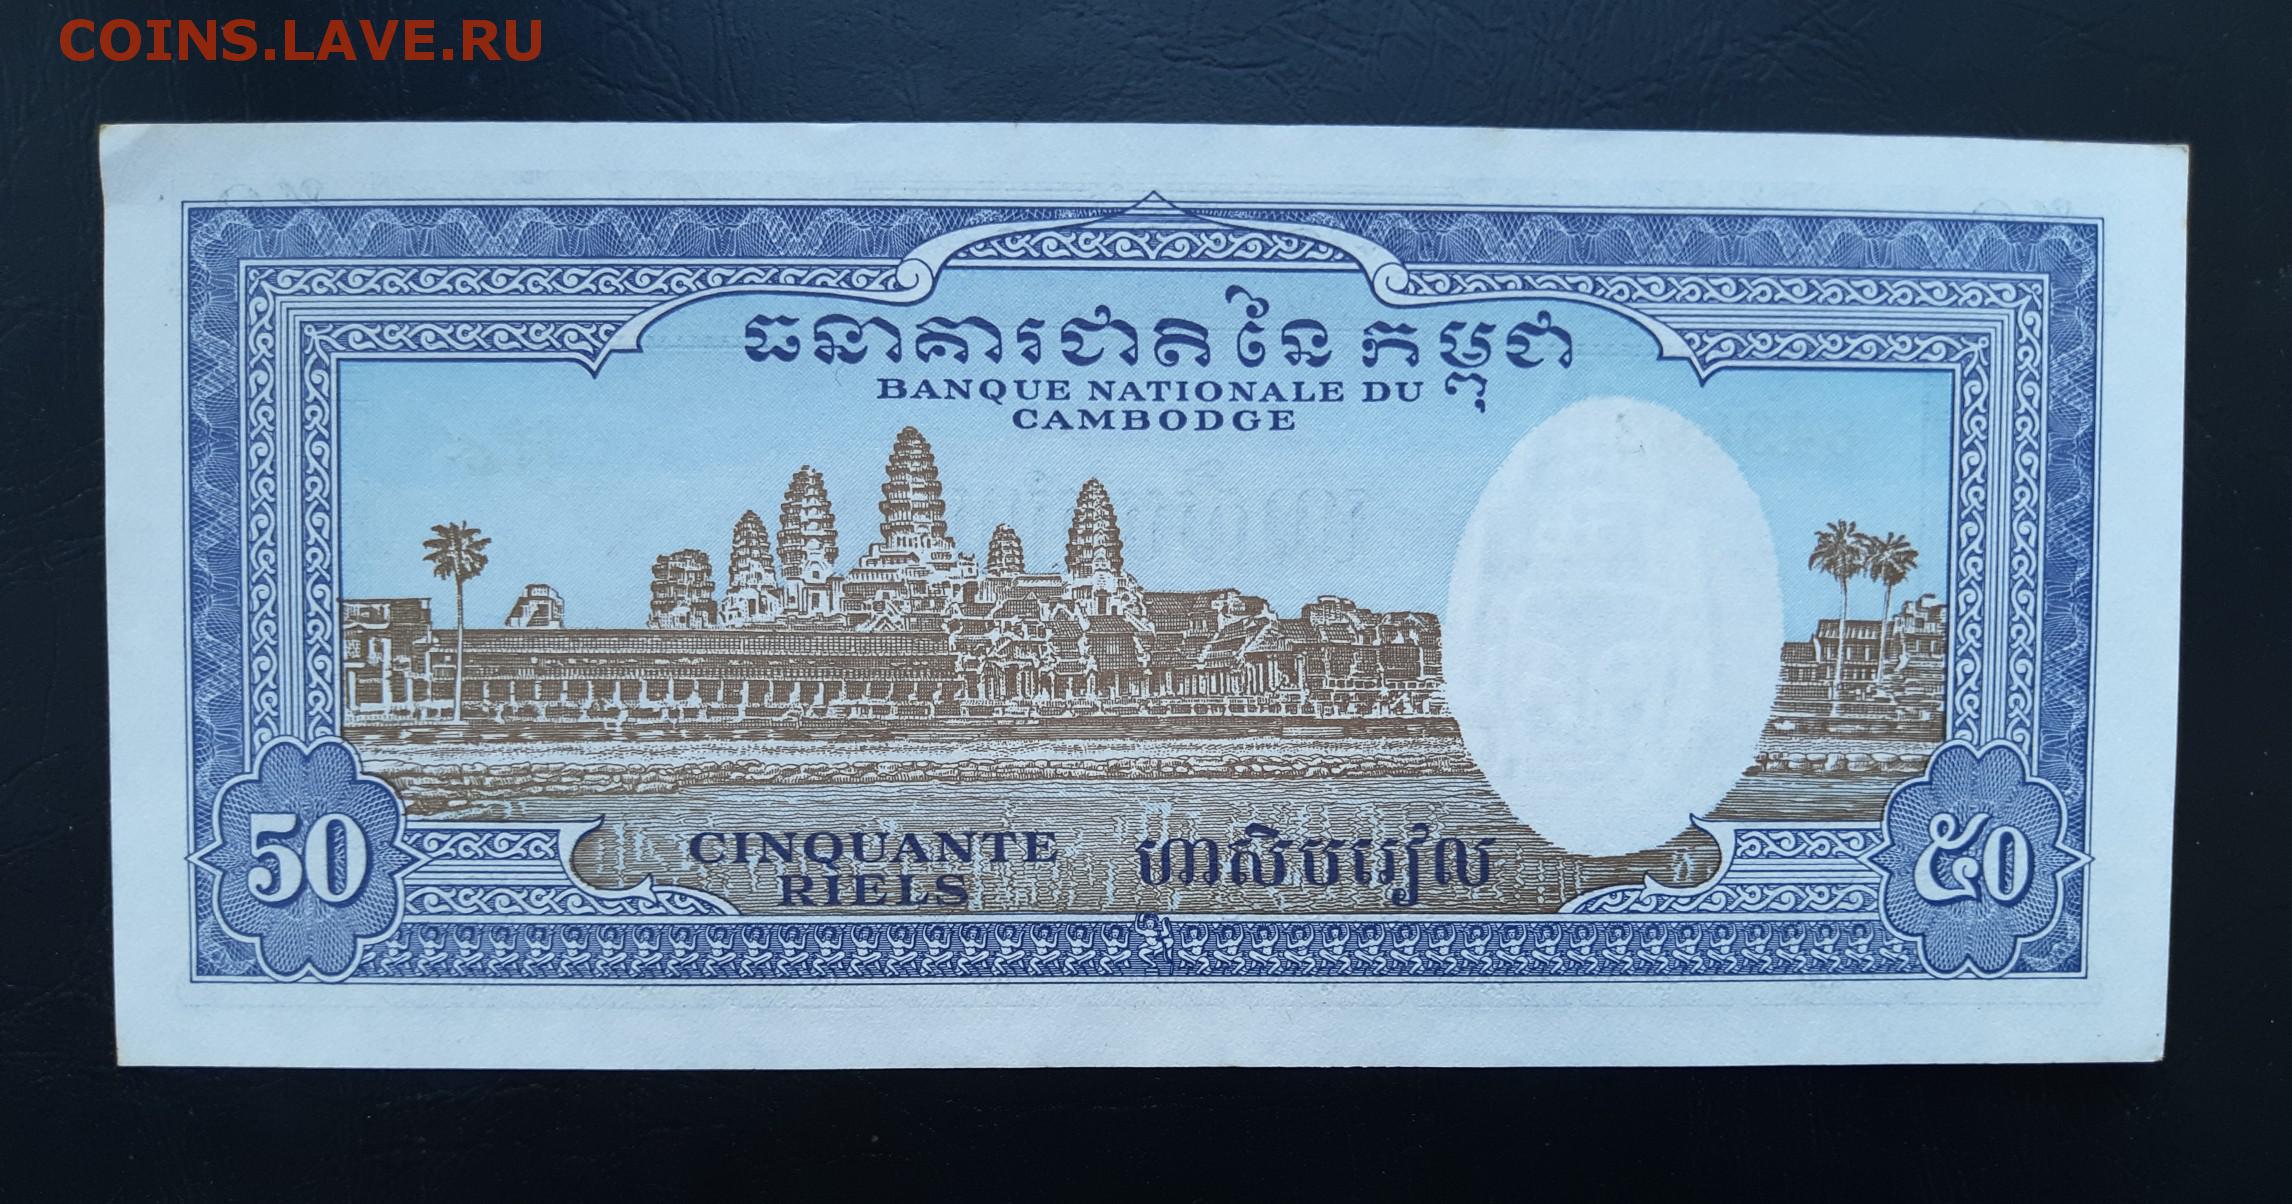 COINS.LAVE.RU
ធនាគារជាតិនៃកម្ពុជា
BANQUE NATIONALE DU
CAMBODGE
CINQUANTE
RIELS
ហាសិបរៀល
50
៥០